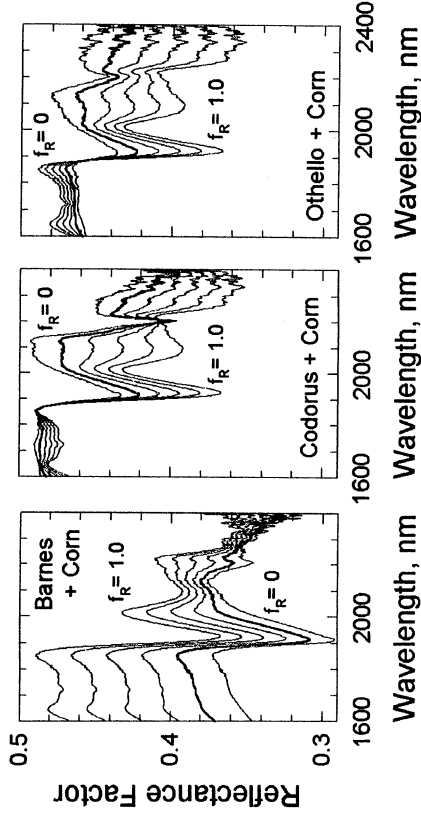 Reflectance Factor
0.5
0.4
0.3
Barnes
+ Corn
f_R= 1.0
f_R= 0
1600
2000
Wavelength, nm
f_R= 0
f_R= 1.0
Codorus + Corn
1600
2000
Wavelength, nm
f_R= 0
f_R= 1.0
Othello + Corn
1600
2000
2400
Wavelength, nm